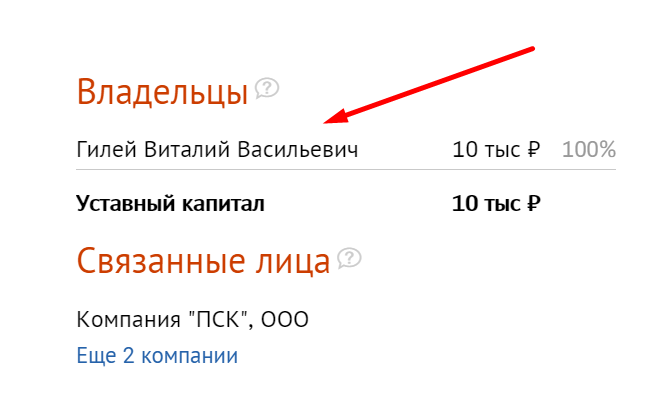 Владельцы
Гилей Виталий Васильевич 10 тыс ₽ 100%
Уставный капитал 10 тыс ₽
Связанные лица
Компания "ПСК", ООО
Еще 2 компании